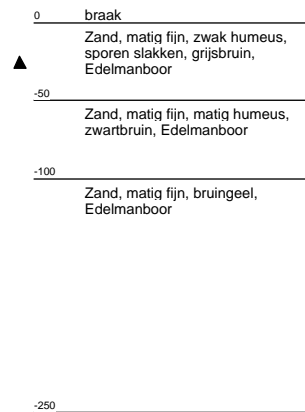 0 braak
Zand, matig fijn, zwak humeus,
sporen slakken, grijsbruin,
Edelmanboor
-50
Zand, matig fijn, matig humeus,
zwartbruin, Edelmanboor
-100
Zand, matig fijn, bruingeel,
Edelmanboor
-250